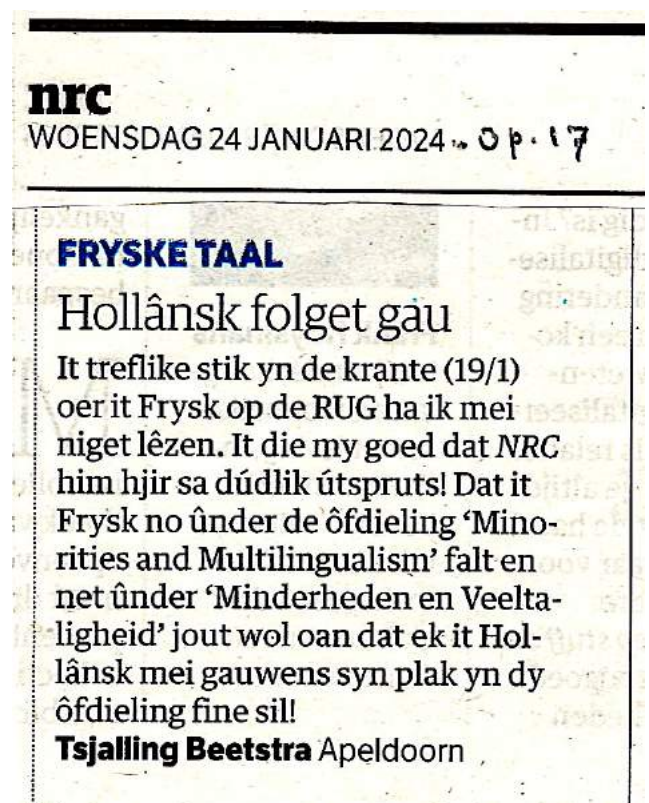 nrc
WOENSDAG 24 JANUARI 2024 op. 17
FRYSKE TAAL
Hollânsk folget gau
It treflike stik yn de krante (19/1)
oer it Frysk op de RUG ha ik mei
niget lêzen. It die my goed dat NRC
him hjir sa dúdlik útspruts! Dat it
Frysk no ûnder de ôfdieling ‘Mino-
rities and Multilingualism’ falt en
net ûnder ‘Minderheden en Veelta-
ligheid’ jout wol oan dat ek it Hol-
lânsk mei gauwens syn plak yn dy
ôfdieling fine sil!
Tsjalling Beetstra Apeldoorn